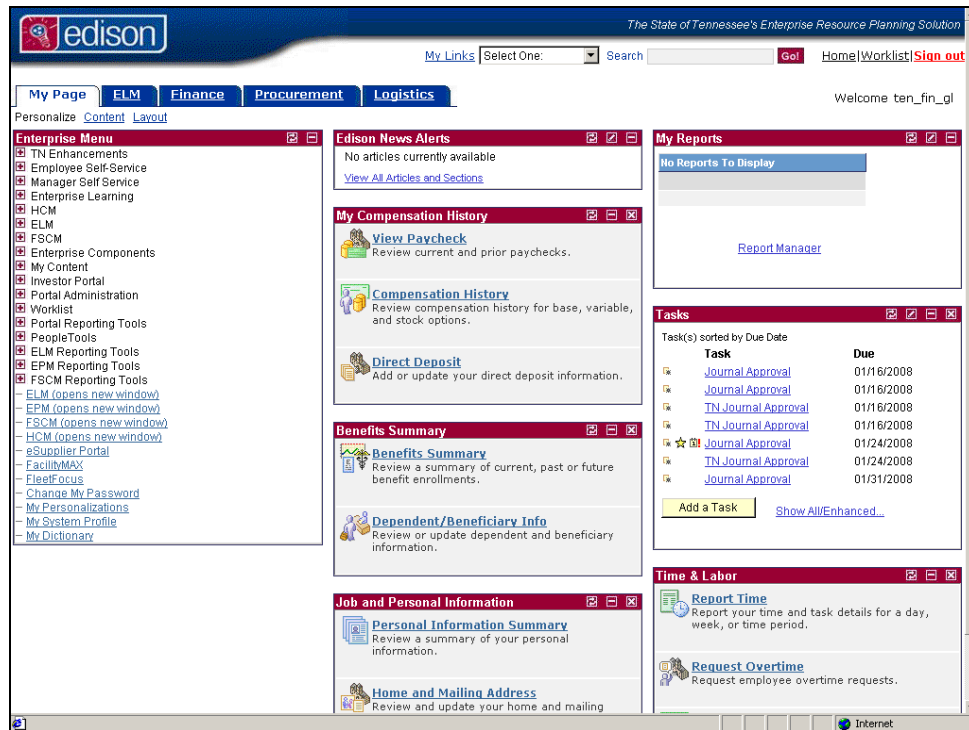 edison
The State of Tennessee's Enterprise Resource Planning Solution
My Links Select One: Search Go! Home|Worklist|Sign out
My Page ELM Finance Procurement Logistics
Welcome ten_fin_gl
Personalize Content Layout
Enterprise Menu
TN Enhancements
Employee Self-Service
Manager Self Service
Enterprise Learning
HCM
ELM
FSCM
Enterprise Components
My Content
Investor Portal
Portal Administration
Worklist
Portal Reporting Tools
PeopleTools
ELM Reporting Tools
EPM Reporting Tools
FSCM Reporting Tools
ELM (opens new window)
EPM (opens new window)
FSCM (opens new window)
HCM (opens new window)
eSupplier Portal
FacilityMAX
FleetFocus
Change My Password
My Personalizations
My System Profile
My Dictionary
Edison News Alerts
No articles currently available
View All Articles and Sections
My Compensation History
View Paycheck
Review current and prior paychecks.
Compensation History
Review compensation history for base, variable,
and stock options.
Direct Deposit
Add or update your direct deposit information.
Benefits Summary
Benefits Summary
Review a summary of current, past or future
benefit enrollments.
Dependent/Beneficiary Info
Review or update dependent and beneficiary
information.
Job and Personal Information
Personal Information Summary
Review a summary of your personal
information.
Home and Mailing Address
Review and update your home and mailing
My Reports
No Reports To Display
Report Manager
Tasks
Task(s) sorted by Due Date
Task Due
Journal Approval 01/16/2008
Journal Approval 01/16/2008
TN Journal Approval 01/16/2008
TN Journal Approval 01/16/2008
Journal Approval 01/24/2008
TN Journal Approval 01/24/2008
Journal Approval 01/31/2008
Add a Task Show All/Enhanced...
Time & Labor
Report Time
Report your time and task details for a day,
week, or time period.
Request Overtime
Request employee overtime requests.
Internet